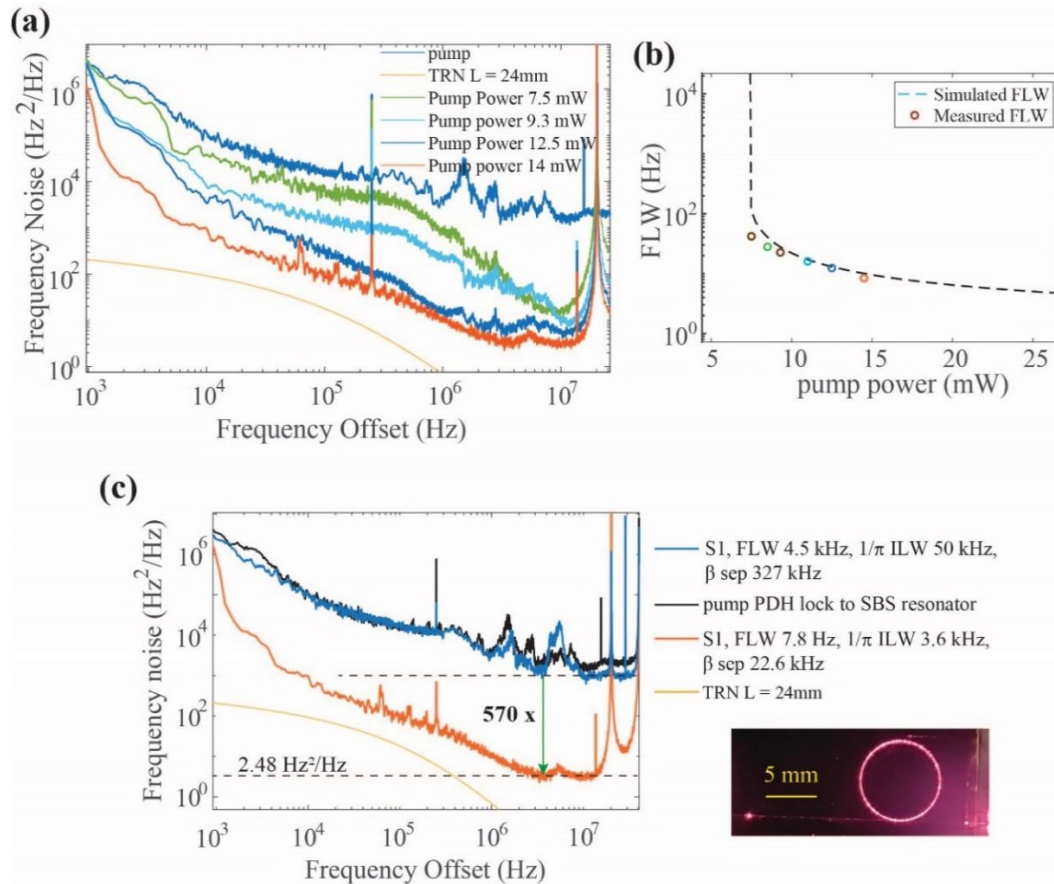 (a)
Frequency Noise (Hz²/Hz)
10⁶
10⁴
10²
10⁰
10³ 10⁴ 10⁵ 10⁶ 10⁷
Frequency Offset (Hz)
pump
TRN L = 24mm
Pump Power 7.5 mW
Pump power 9.3 mW
Pump Power 12.5 mW
Pump power 14 mW
(b)
FLW (Hz)
10⁴
10²
10⁰
5 10 15 20 25
pump power (mW)
Simulated FLW
Measured FLW
(c)
Frequency noise (Hz²/Hz)
10⁶
10⁴
10²
10⁰
10³ 10⁴ 10⁵ 10⁶ 10⁷
Frequency Offset (Hz)
570 x
2.48 Hz²/Hz
S1, FLW 4.5 kHz, 1/π ILW 50 kHz,
β sep 327 kHz
pump PDH lock to SBS resonator
S1, FLW 7.8 Hz, 1/π ILW 3.6 kHz,
β sep 22.6 kHz
TRN L = 24mm
5 mm